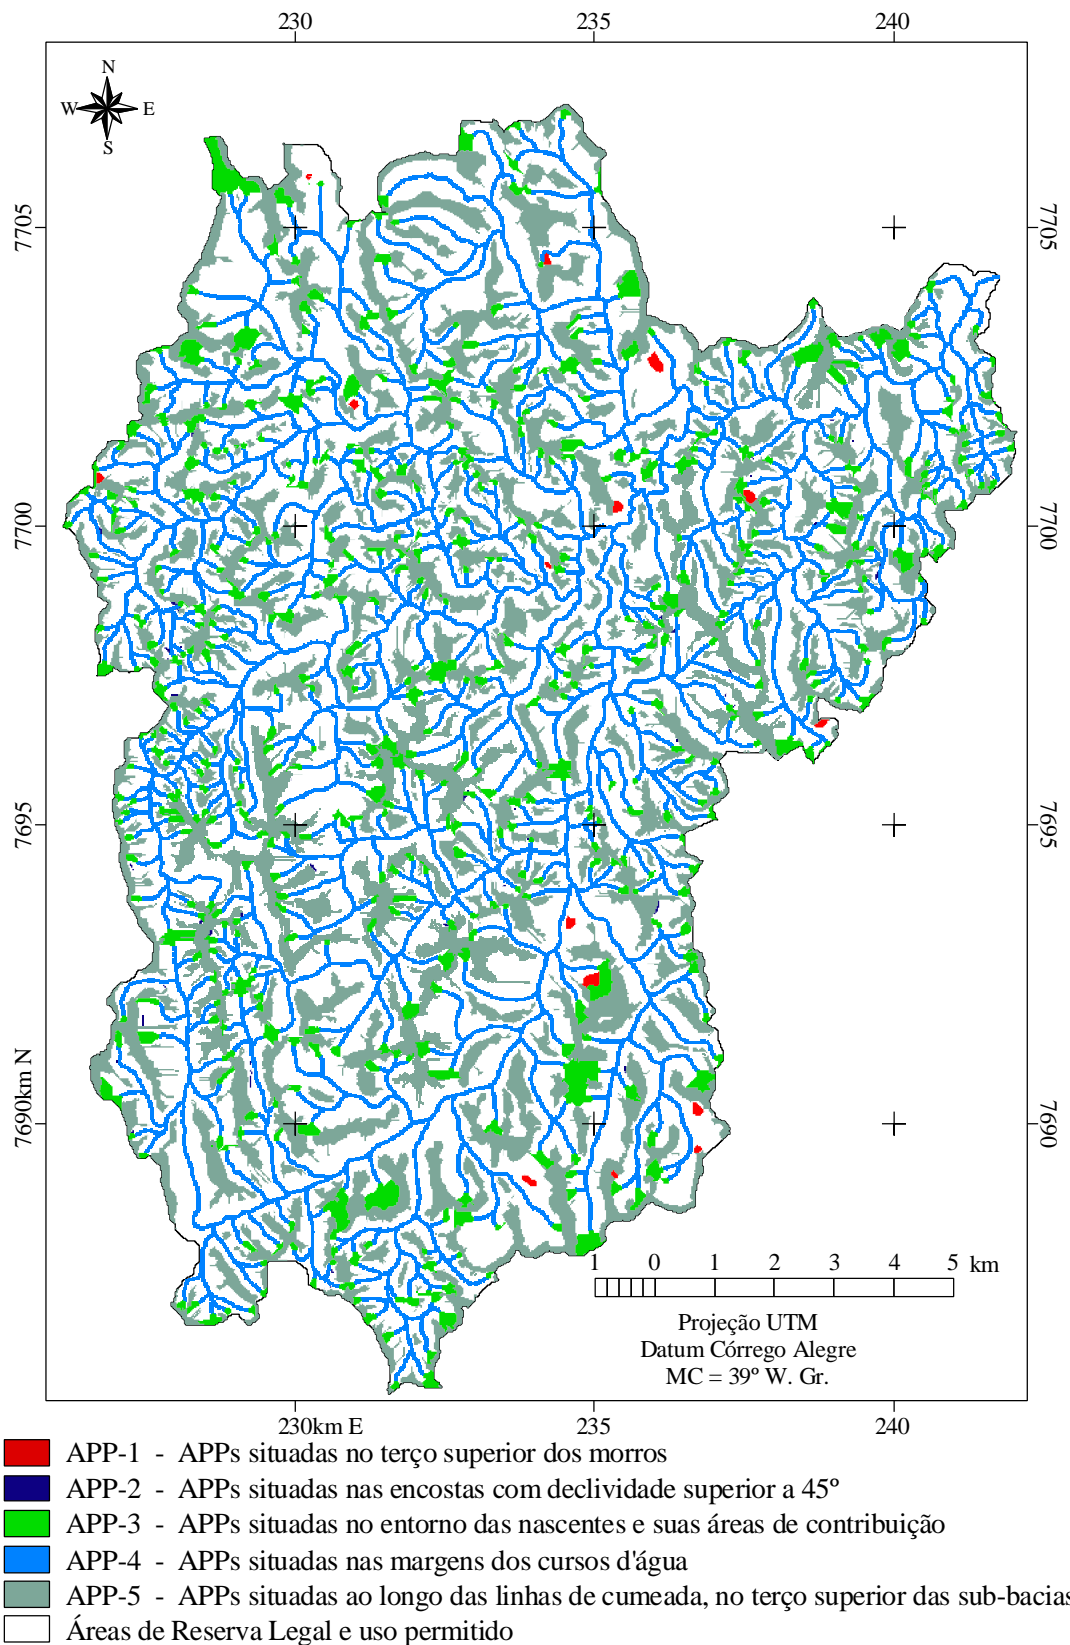 230 235 240
N
W E
S
7705 7705
7700 7700
7695 7695
7690km N 7690
1 0 1 2 3 4 5 km
Projeção UTM
Datum Córrego Alegre
MC = 39º W. Gr.
230km E 235 240
APP-1 - APPs situadas no terço superior dos morros
APP-2 - APPs situadas nas encostas com declividade superior a 45º
APP-3 - APPs situadas no entorno das nascentes e suas áreas de contribuição
APP-4 - APPs situadas nas margens dos cursos d'água
APP-5 - APPs situadas ao longo das linhas de cumeada, no terço superior das sub-bacias
Áreas de Reserva Legal e uso permitido